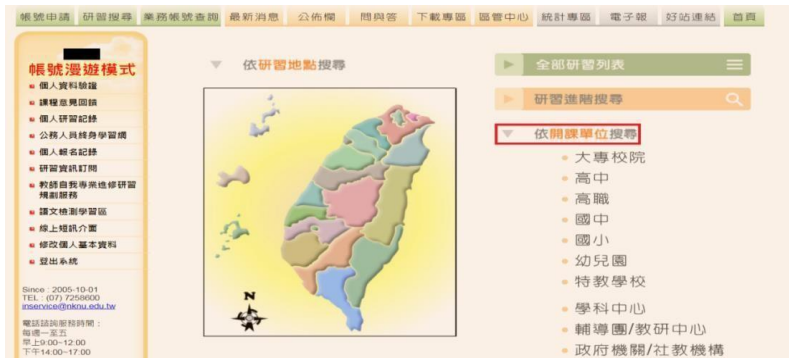 帳號申請 研習搜尋 業務帳號查詢 最新消息 公佈欄 問與答 下載專區 區管中心 統計專區 電子報 好站連結 首頁
帳號漫遊模式
個人資料驗證
課程意見回饋
個人研習記錄
公務人員終身學習網
個人報名記錄
研習資訊訂閱
教師自我專業進修研習
規劃服務
語文檢測學習區
線上短訊介面
修改個人基本資料
登出系統
Since : 2005-10-01
TEL : (07) 7258600
inservice@nknu.edu.tw
電話諮詢服務時間：
每週一至五
早上9:00~12:00
下午14:00~17:00
依研習地點搜尋
N
全部研習列表
研習進階搜尋
依開課單位搜尋
大專校院
高中
高職
國中
國小
幼兒園
特教學校
學科中心
輔導團/教研中心
政府機關/社教機構